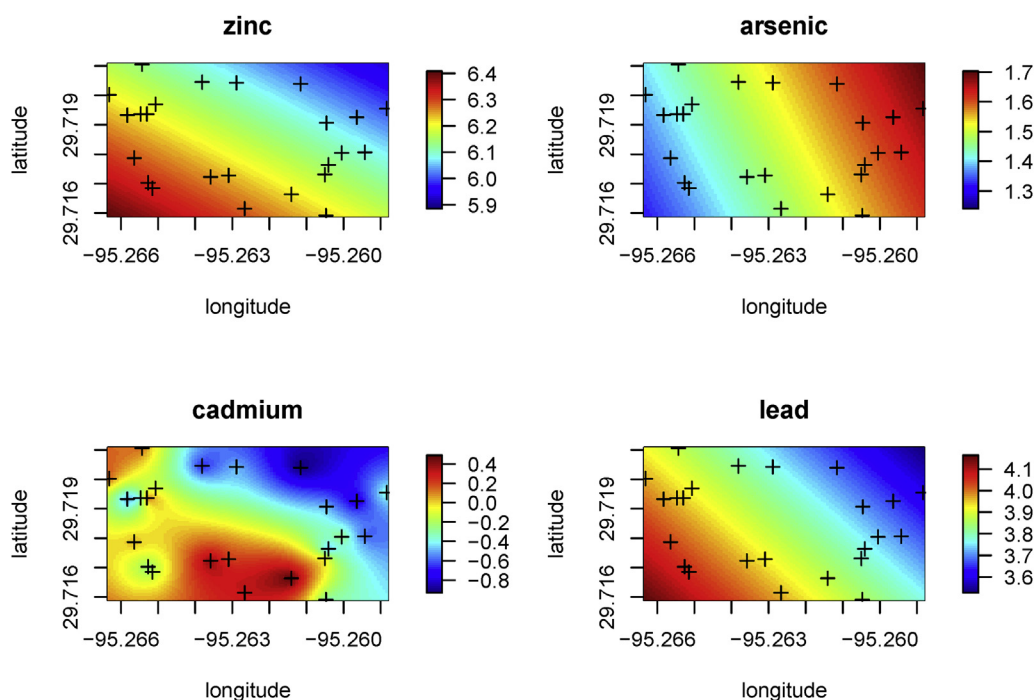 zinc
latitude
29.716 29.719
−95.266 −95.263 −95.260
longitude
6.4
6.3
6.2
6.1
6.0
5.9
arsenic
latitude
29.716 29.719
−95.266 −95.263 −95.260
longitude
1.7
1.6
1.5
1.4
1.3
cadmium
latitude
29.716 29.719
−95.266 −95.263 −95.260
longitude
0.4
0.2
0.0
−0.2
−0.4
−0.6
−0.8
lead
latitude
29.716 29.719
−95.266 −95.263 −95.260
longitude
4.1
4.0
3.9
3.8
3.7
3.6